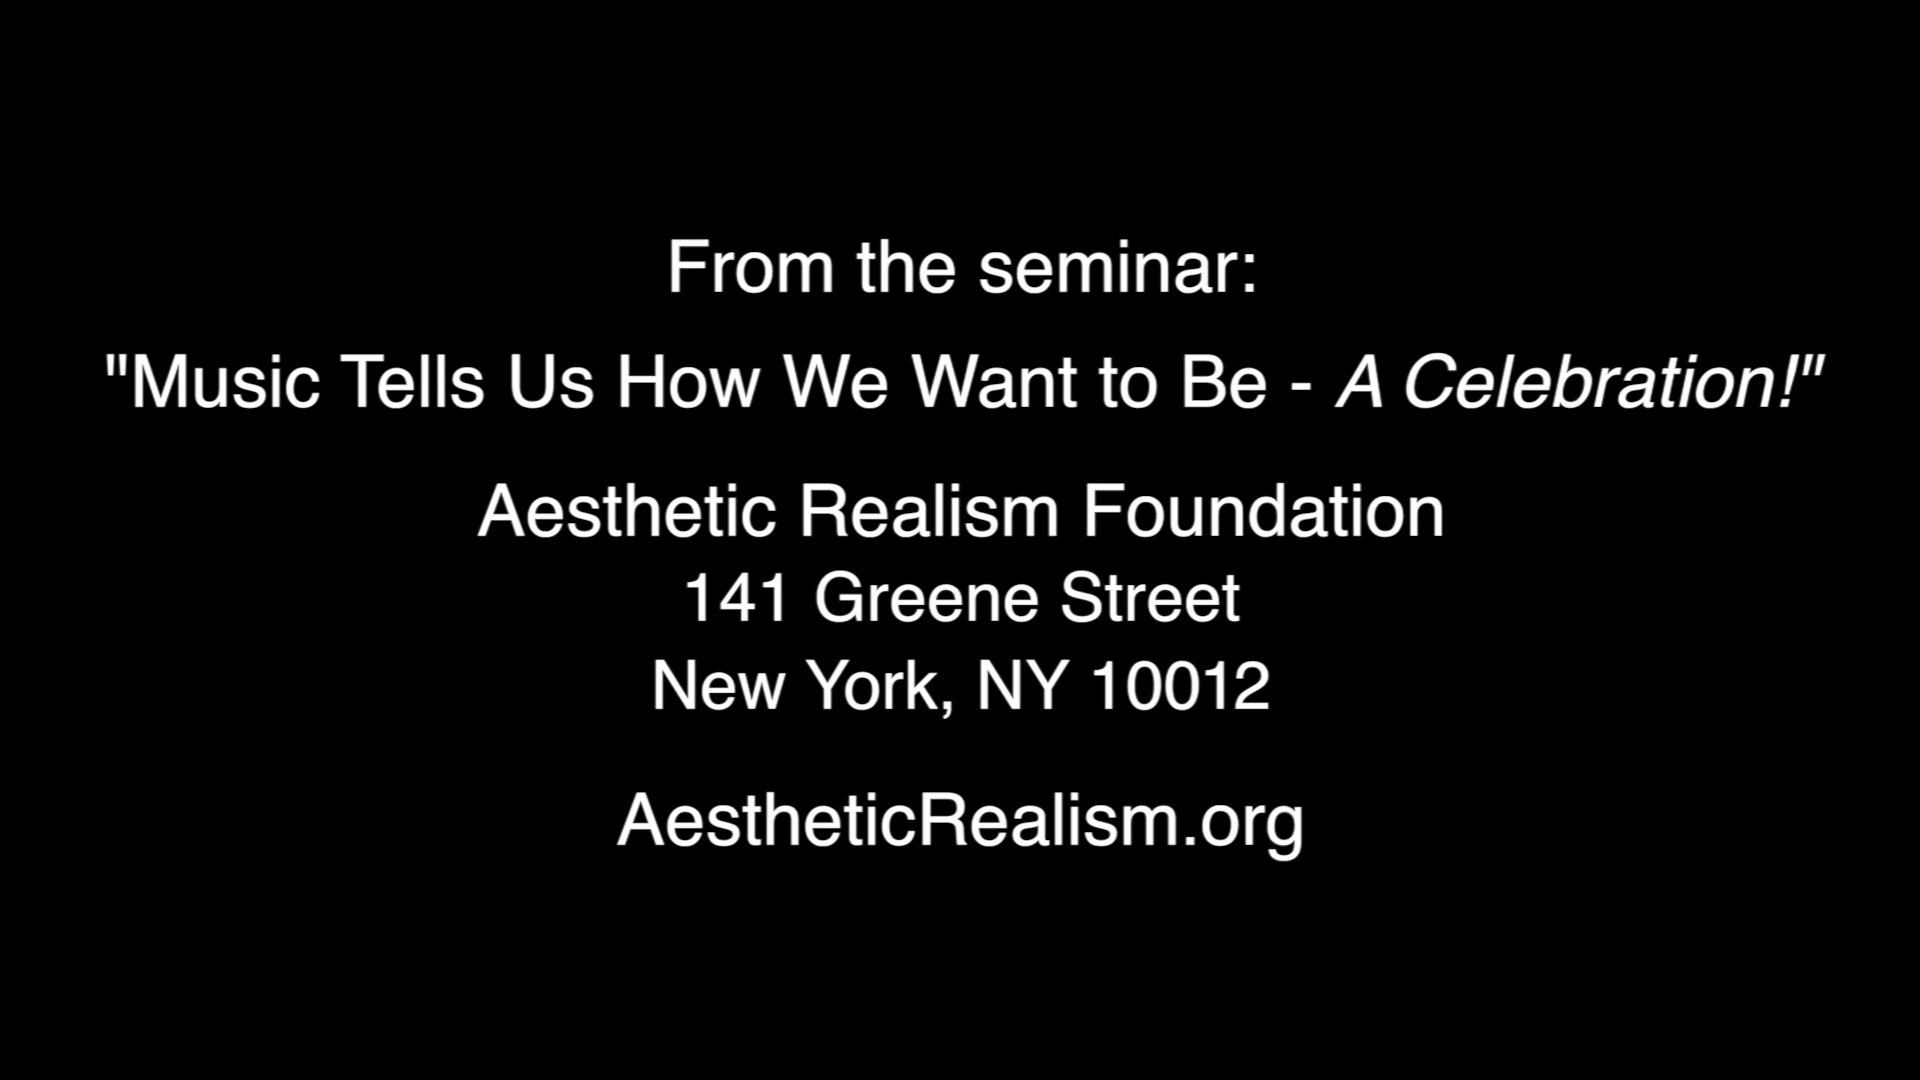 From the seminar:
"Music Tells Us How We Want to Be - A Celebration!"
Aesthetic Realism Foundation
141 Greene Street
New York, NY 10012
AestheticRealism.org